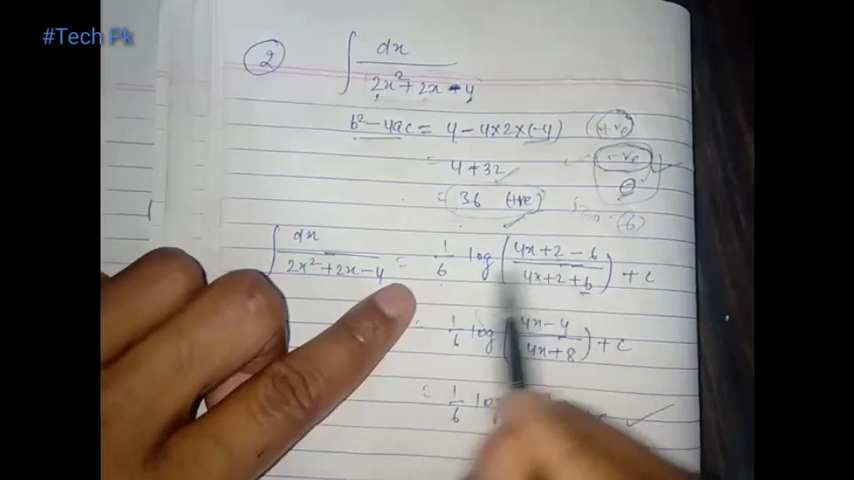 #Tech Pk
2 ∫ dx / 2x²+2x-4
b²-4ac = 4-4×2×(-4) (+ve)
= 4+32 -ve
= 36 (+ve) θ
(6)
∫ dx / 2x²+2x-4 = 1/6 log (4x+2-6 / 4x+2+6) + c
1/6 log (4x-4 / 4x+8) + c
= 1/6